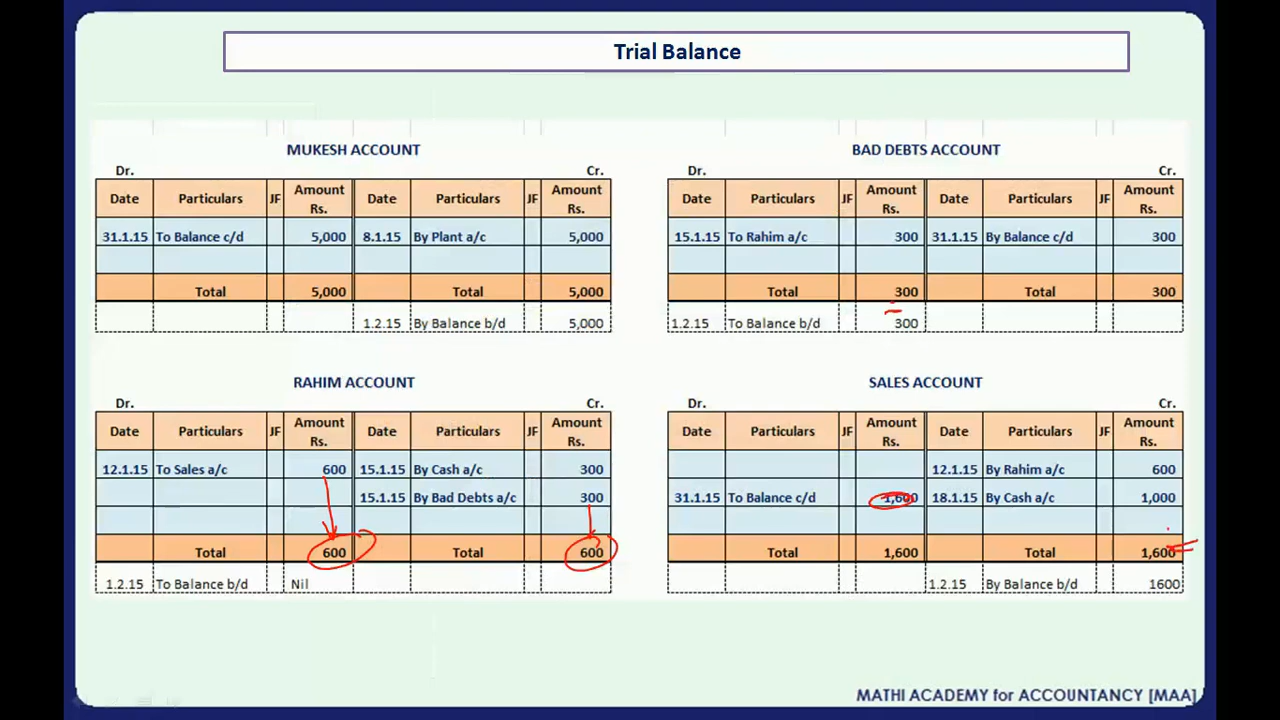 Trial Balance
MUKESH ACCOUNT
Dr. Cr.
Date Particulars JF Amount Rs. Date Particulars JF Amount Rs.
31.1.15 To Balance c/d 5,000 8.1.15 By Plant a/c 5,000
Total 5,000 Total 5,000
1.2.15 By Balance b/d 5,000
BAD DEBTS ACCOUNT
Dr. Cr.
Date Particulars JF Amount Rs. Date Particulars JF Amount Rs.
15.1.15 To Rahim a/c 300 31.1.15 By Balance c/d 300
Total 300 Total 300
1.2.15 To Balance b/d 300
RAHIM ACCOUNT
Dr. Cr.
Date Particulars JF Amount Rs. Date Particulars JF Amount Rs.
12.1.15 To Sales a/c 600 15.1.15 By Cash a/c 300
15.1.15 By Bad Debts a/c 300
Total 600 Total 600
1.2.15 To Balance b/d Nil
SALES ACCOUNT
Dr. Cr.
Date Particulars JF Amount Rs. Date Particulars JF Amount Rs.
12.1.15 By Rahim a/c 600
31.1.15 To Balance c/d 1,600 18.1.15 By Cash a/c 1,000
Total 1,600 Total 1,600
1.2.15 By Balance b/d 1600
MATHI ACADEMY for ACCOUNTANCY [MAA]